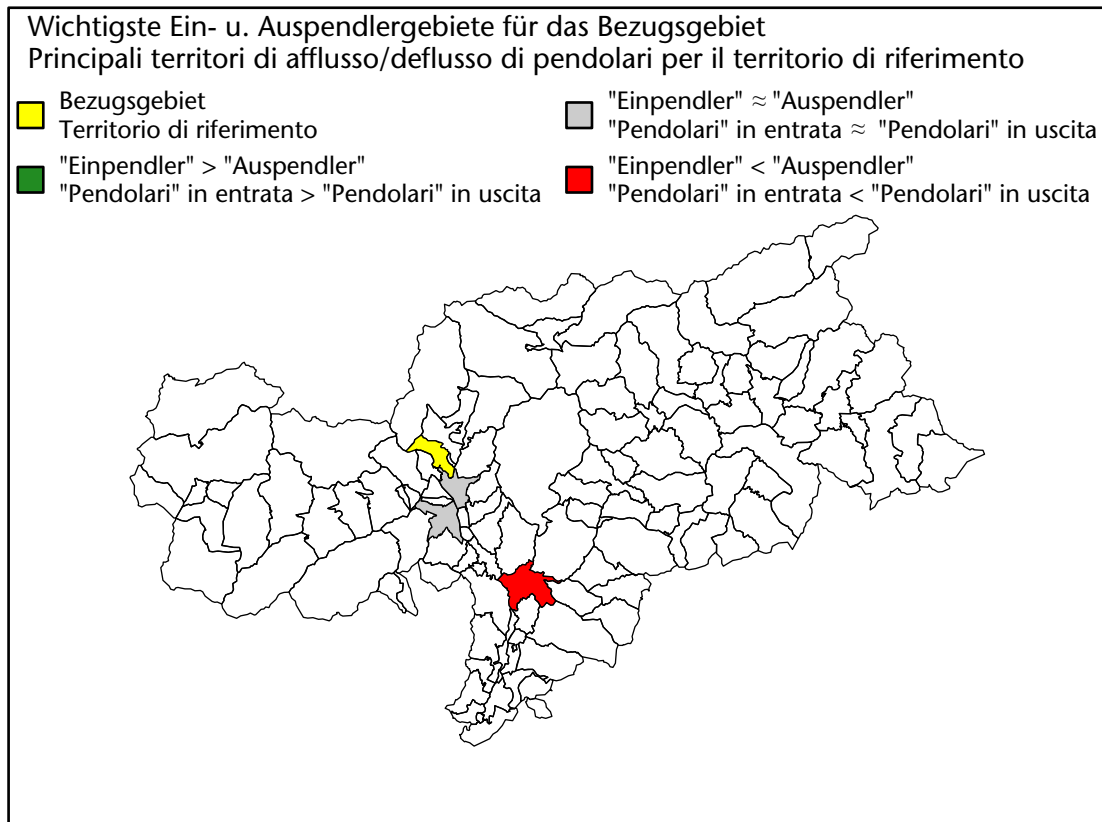 Wichtigste Ein- u. Auspendlergebiete für das Bezugsgebiet
Principali territori di afflusso/deflusso di pendolari per il territorio di riferimento
Bezugsgebiet
Territorio di riferimento
"Einpendler" > "Auspendler"
"Pendolari" in entrata > "Pendolari" in uscita
"Einpendler" ≈ "Auspendler"
"Pendolari" in entrata ≈ "Pendolari" in uscita
"Einpendler" < "Auspendler"
"Pendolari" in entrata < "Pendolari" in uscita